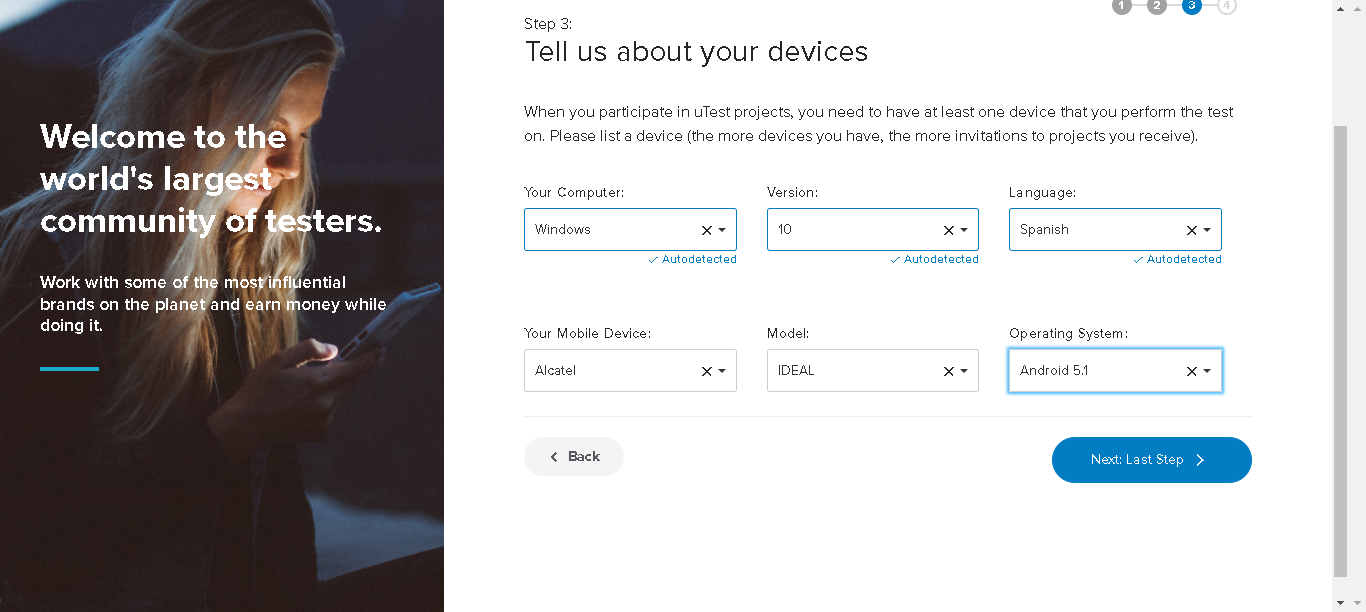 Welcome to the
world's largest
community of testers.
Work with some of the most influential
brands on the planet and earn money while
doing it.
1 2 3 4
Step 3:
Tell us about your devices
When you participate in uTest projects, you need to have at least one device that you perform the test
on. Please list a device (the more devices you have, the more invitations to projects you receive).
Your Computer: Version: Language:
Windows 10 Spanish
Autodetected Autodetected Autodetected
Your Mobile Device: Model: Operating System:
Alcatel IDEAL Android 5.1
Back Next: Last Step